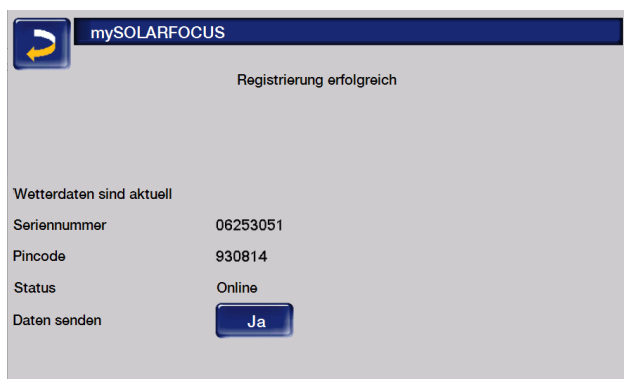 mySOLARFOCUS
Registrierung erfolgreich
Wetterdaten sind aktuell
Seriennummer 06253051
Pincode 930814
Status Online
Daten senden Ja